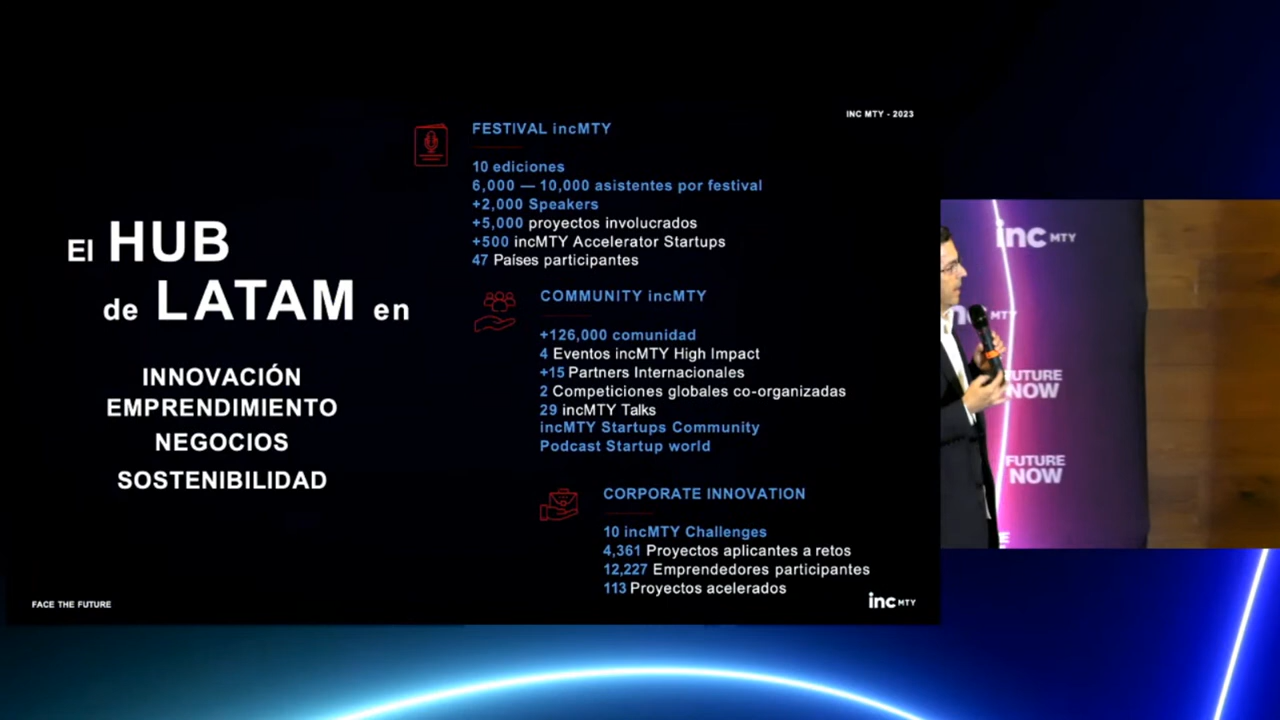 INC MTY - 2023
El HUB
de LATAM en
INNOVACIÓN
EMPRENDIMIENTO
NEGOCIOS
SOSTENIBILIDAD
FESTIVAL incMTY
10 ediciones
6,000 — 10,000 asistentes por festival
+2,000 Speakers
+5,000 proyectos involucrados
+500 incMTY Accelerator Startups
47 Países participantes
COMMUNITY incMTY
+126,000 comunidad
4 Eventos incMTY High Impact
+15 Partners Internacionales
2 Competiciones globales co-organizadas
29 incMTY Talks
incMTY Startups Community
Podcast Startup world
CORPORATE INNOVATION
10 incMTY Challenges
4,361 Proyectos aplicantes a retos
12,227 Emprendedores participantes
113 Proyectos acelerados
FACE THE FUTURE
inc MTY
inc MTY
MTY
FUTURE
NOW
FUTURE
NOW